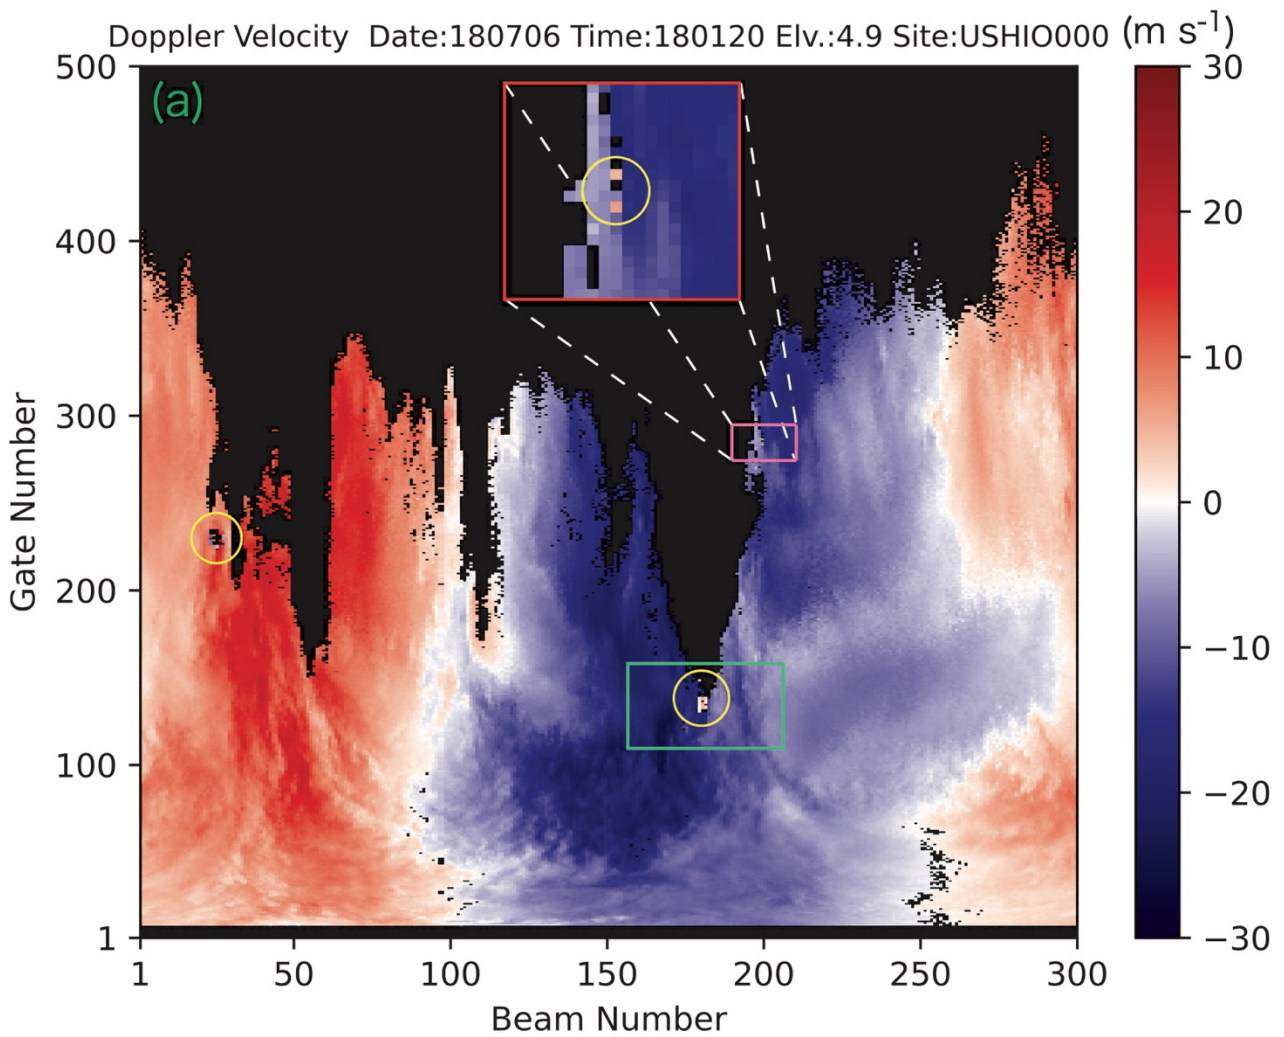 Doppler Velocity Date:180706 Time:180120 Elv.:4.9 Site:USHIO000 (m s⁻¹)
(a)
500
400
300
200
100
1
Gate Number
1 50 100 150 200 250 300
Beam Number
30
20
10
0
−10
−20
−30